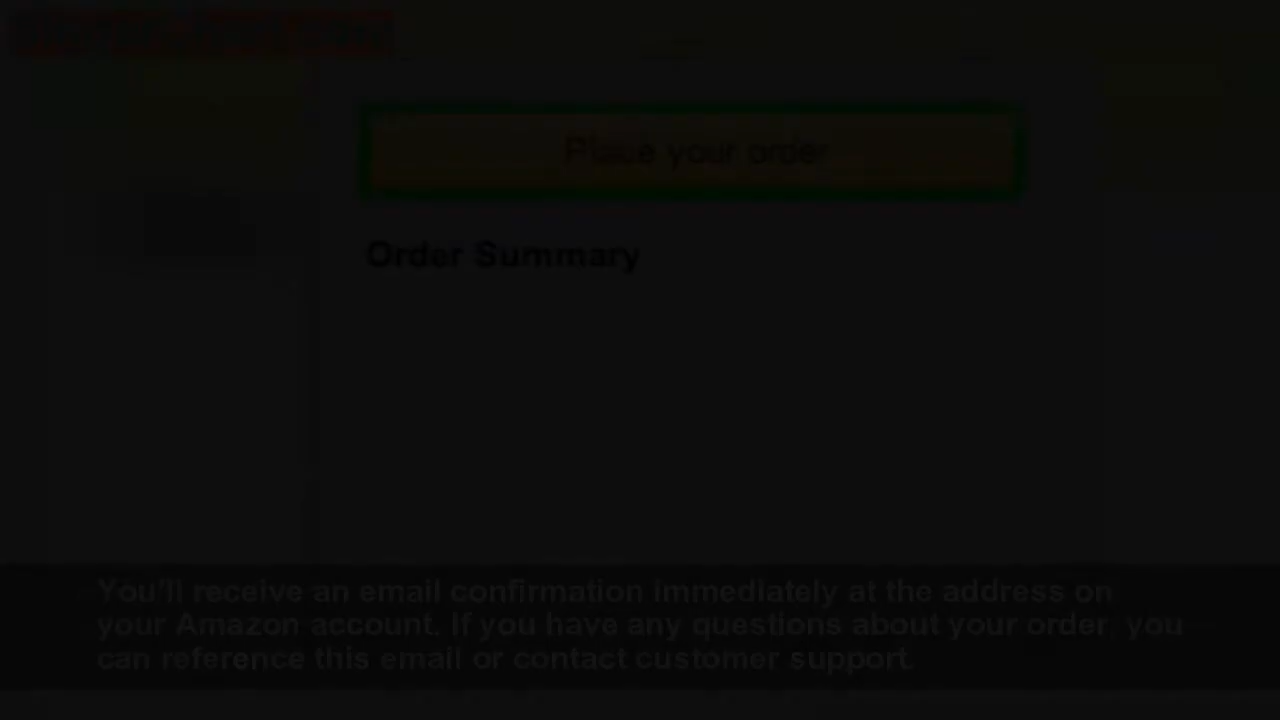 Place your order
Order Summary
You'll receive an email confirmation immediately at the address on
your Amazon account. If you have any questions about your order, you
can reference this email or contact customer support.